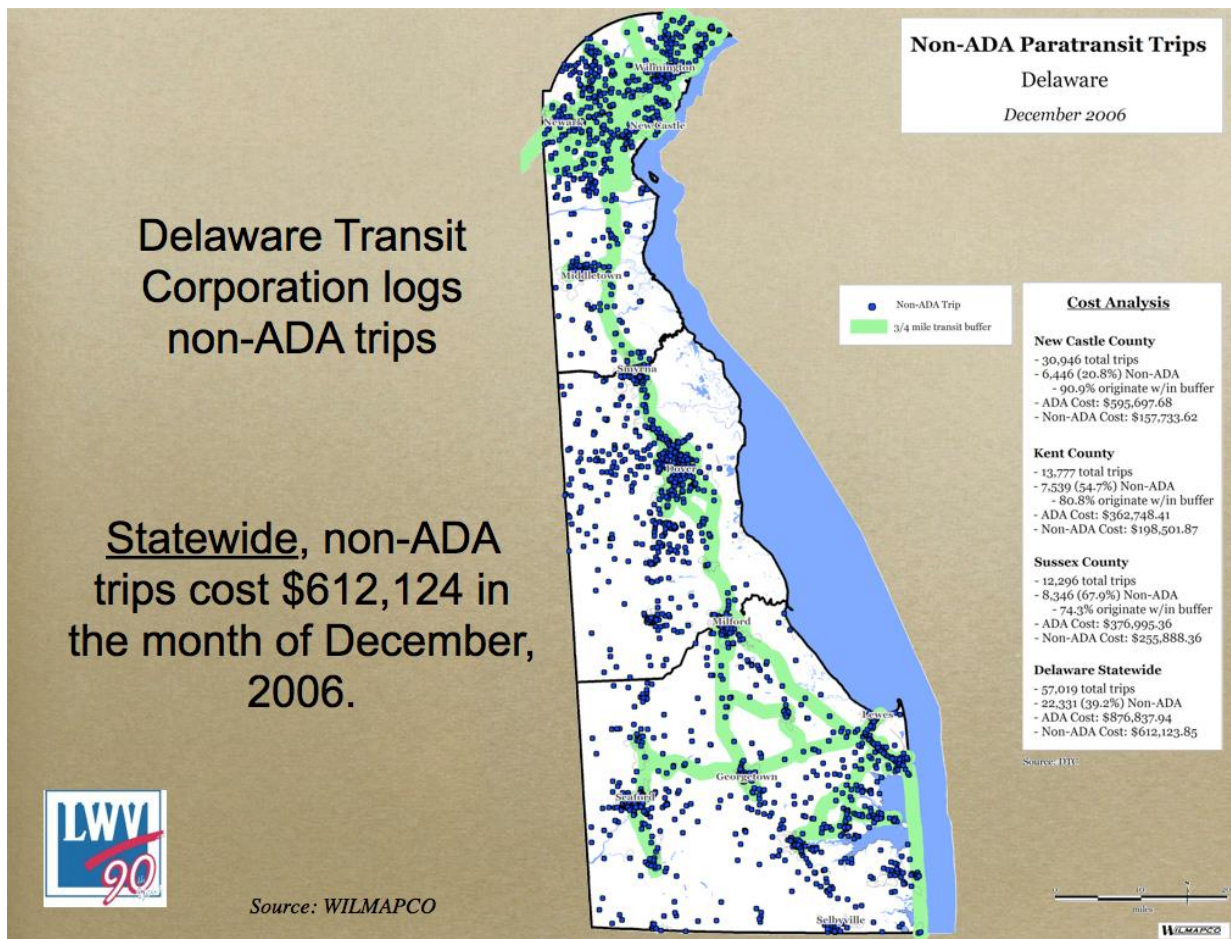 Non-ADA Paratransit Trips
Delaware
December 2006
Delaware Transit
Corporation logs
non-ADA trips
Statewide, non-ADA
trips cost $612,124 in
the month of December,
2006.
Wilmington
Newark
New Castle
Middletown
Smyrna
Dover
Milford
Lewes
Georgetown
Seaford
Selbyville
Non-ADA Trip
3/4 mile transit buffer
Cost Analysis
New Castle County
- 30,946 total trips
- 6,446 (20.8%) Non-ADA
- 90.9% originate w/in buffer
- ADA Cost: $595,697.68
- Non-ADA Cost: $157,733.62
Kent County
- 13,777 total trips
- 7,539 (54.7%) Non-ADA
- 80.8% originate w/in buffer
- ADA Cost: $362,748.41
- Non-ADA Cost: $198,501.87
Sussex County
- 12,296 total trips
- 8,346 (67.9%) Non-ADA
- 74.3% originate w/in buffer
- ADA Cost: $376,995.36
- Non-ADA Cost: $255,888.36
Delaware Statewide
- 57,019 total trips
- 22,331 (39.2%) Non-ADA
- ADA Cost: $876,837.94
- Non-ADA Cost: $612,123.85
Source: DTC
LWV
90
Source: WILMAPCO
0 10 20
miles
WILMAPCO